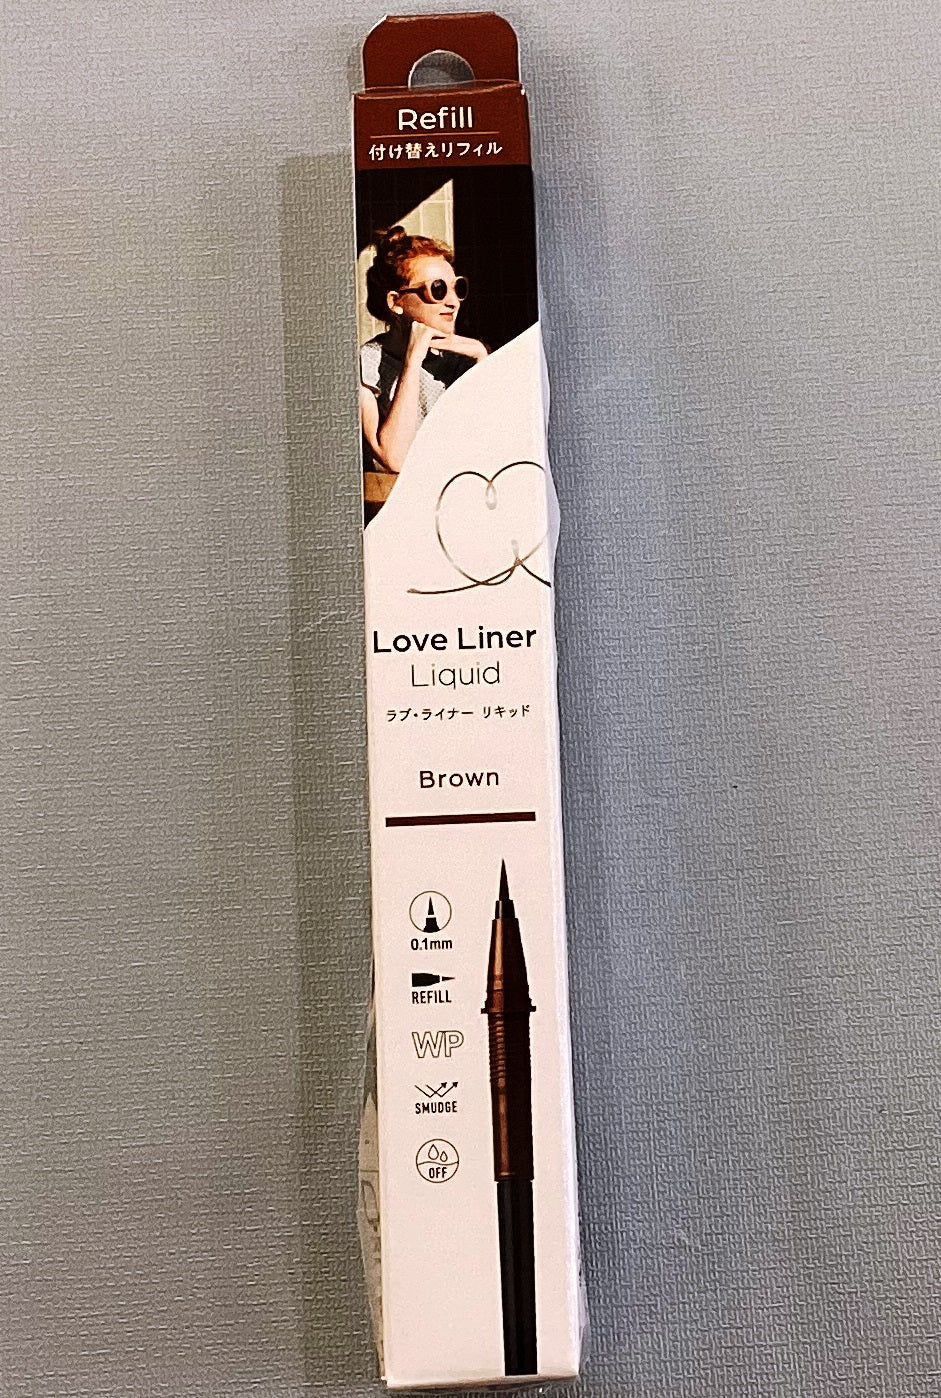 Refill
付け替えリフィル
Love Liner
Liquid
ラブ・ライナー リキッド
Brown
0.1mm
REFILL
WP
SMUDGE
OFF